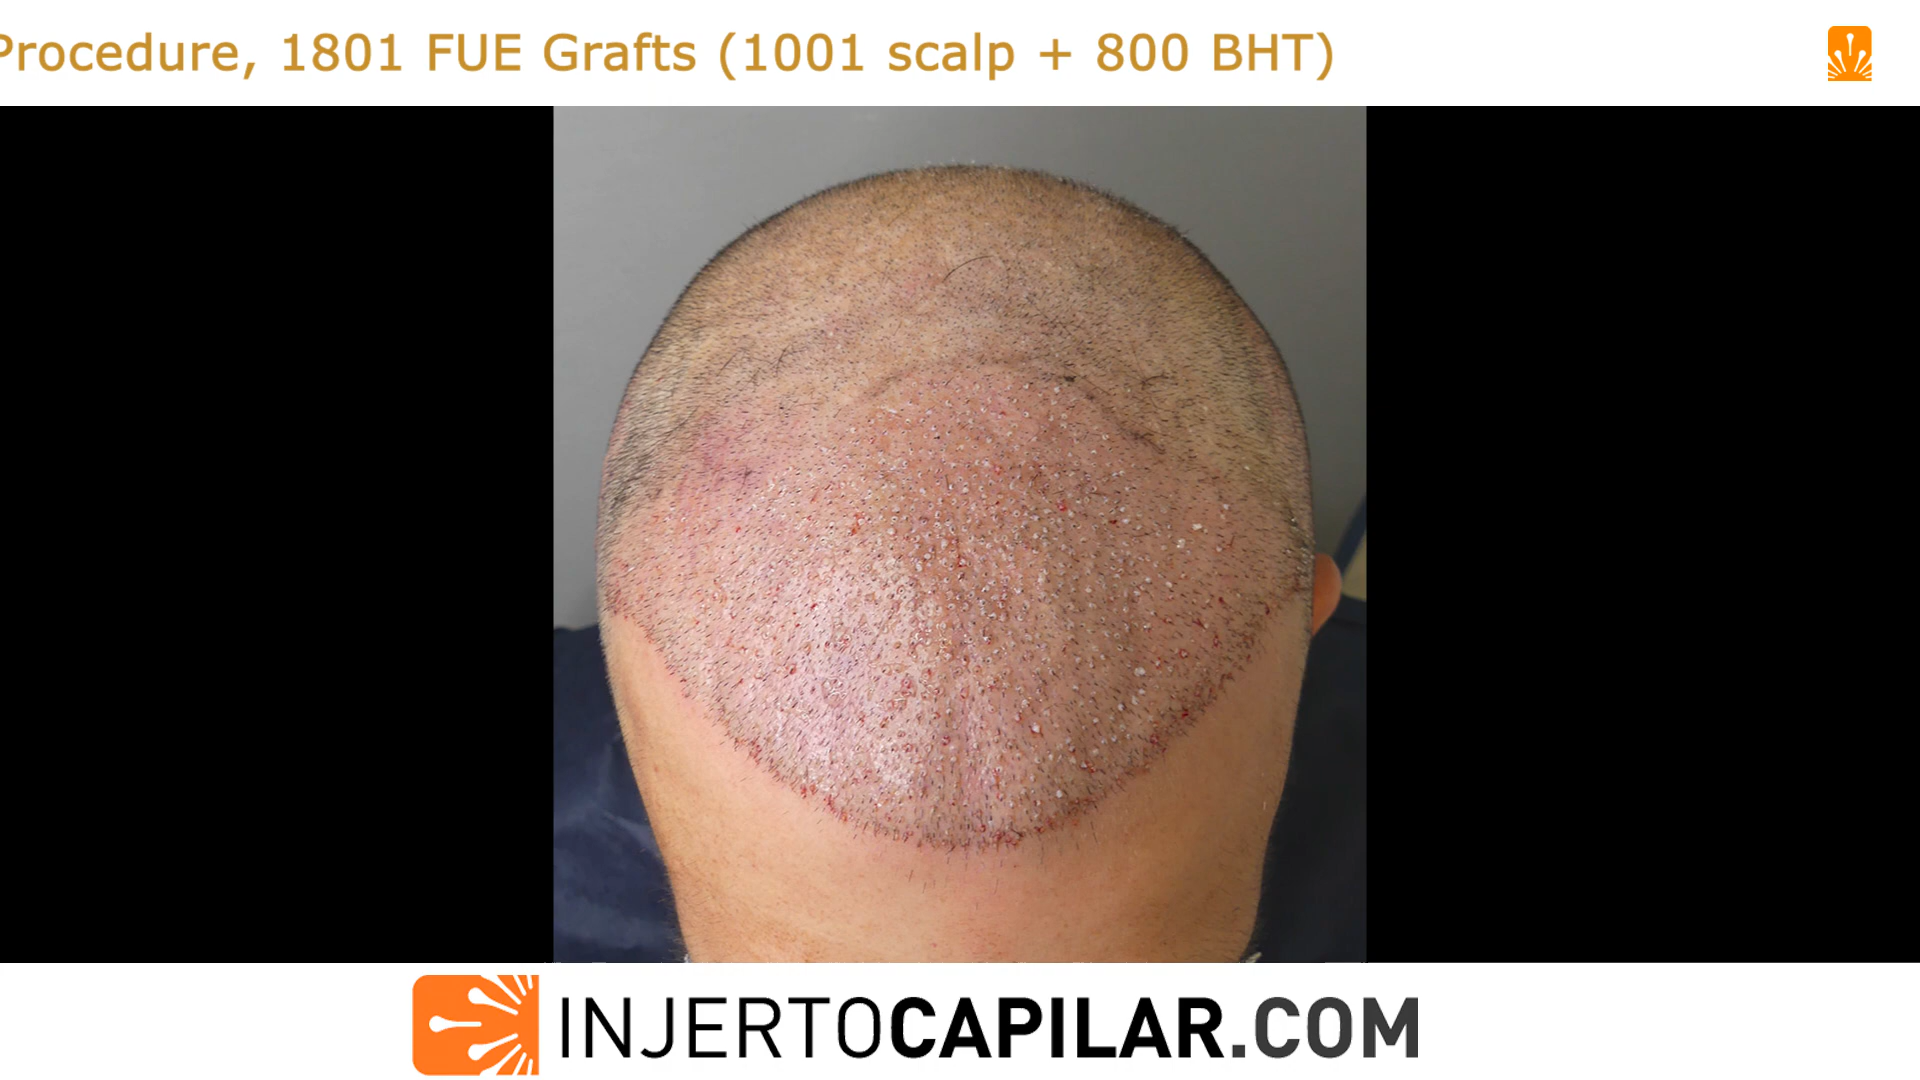 Procedure, 1801 FUE Grafts (1001 scalp + 800 BHT)
INJERTOCAPILAR.COM